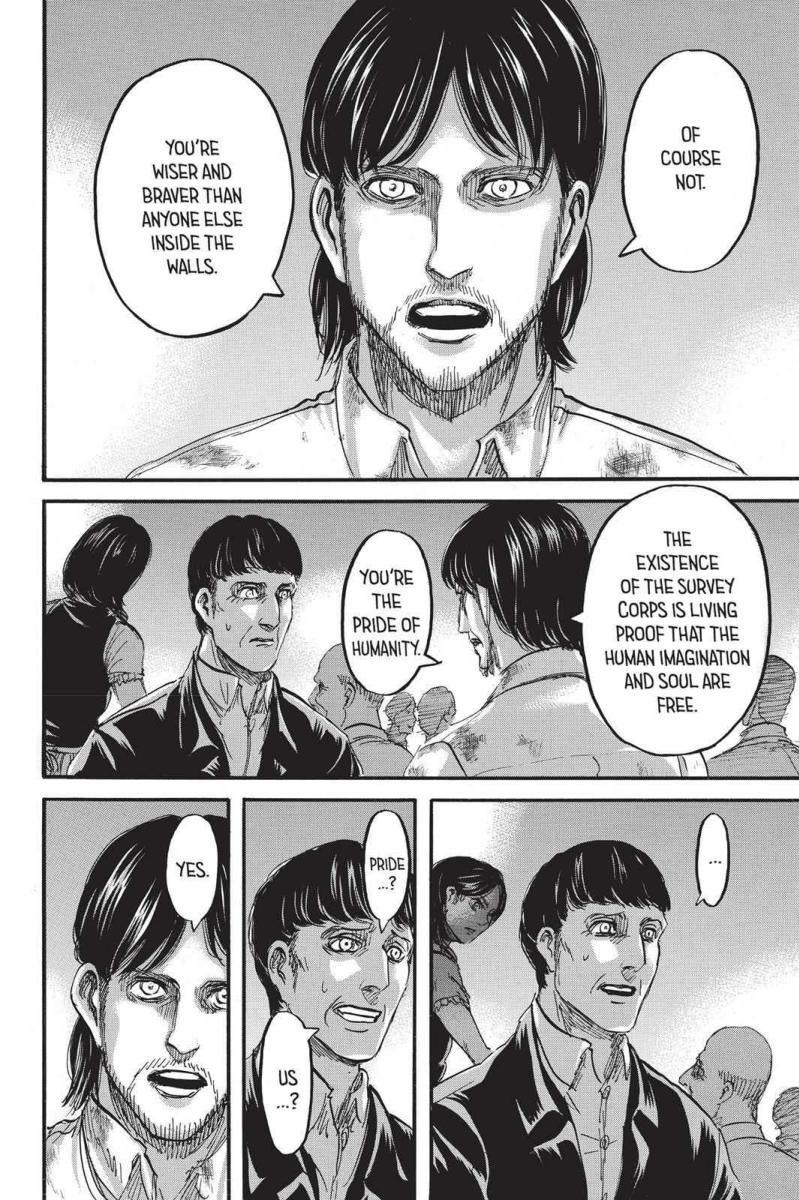 OF
COURSE
NOT.
YOU'RE
WISER AND
BRAVER THAN
ANYONE ELSE
INSIDE THE
WALLS.
THE
EXISTENCE
OF THE SURVEY
CORPS IS LIVING
PROOF THAT THE
HUMAN IMAGINATION
AND SOUL ARE
FREE.
YOU'RE
THE
PRIDE OF
HUMANITY.
...
PRIDE
...?
US
...?
YES.